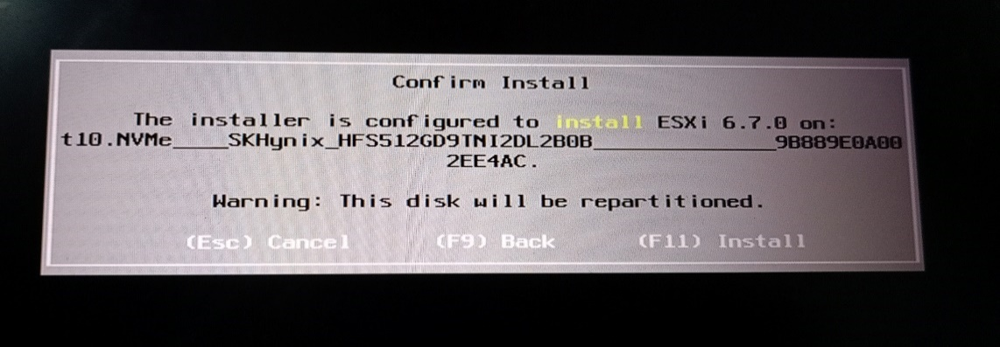 Confirm Install
The installer is configured to install ESXi 6.7.0 on:
t10.NVMe____SKHynix_HFS512GD9TNI2DL2B0B_____________9B889E0A00
2EE4AC.
Warning: This disk will be repartitioned.
(Esc) Cancel (F9) Back (F11) Install